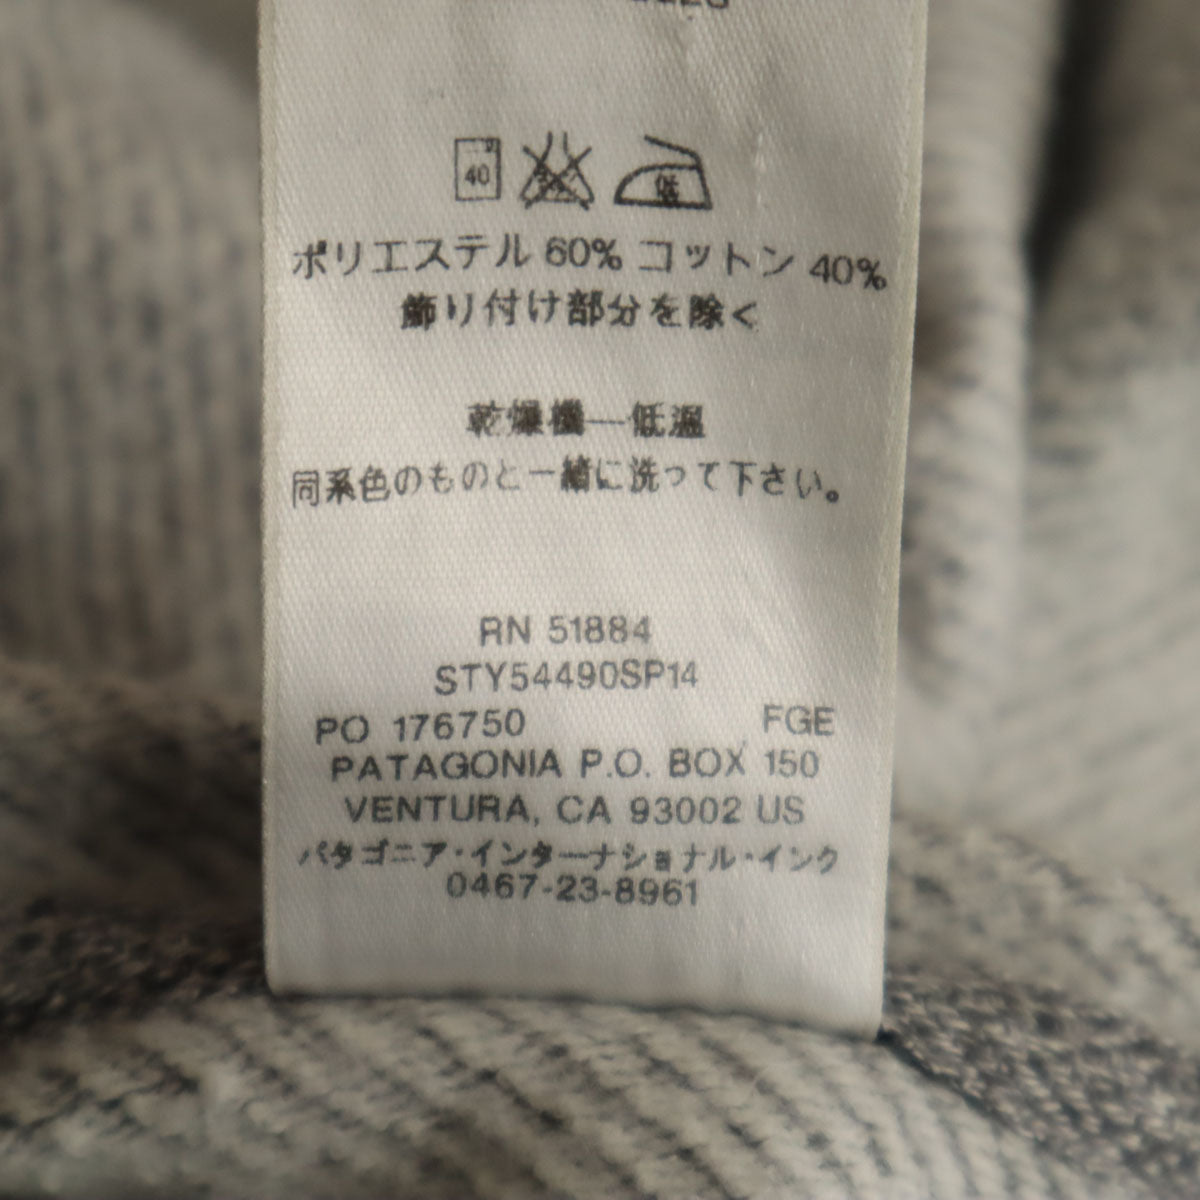 40 低
ポリエステル 60% コットン 40%
飾り付け部分を除く
乾燥機—低温
同系色のものと一緒に洗って下さい。
RN 51884
STY54490SP14
PO 176750 FGE
PATAGONIA P.O. BOX 150
VENTURA, CA 93002 US
パタゴニア・インターナショナル・インク
0467-23-8961